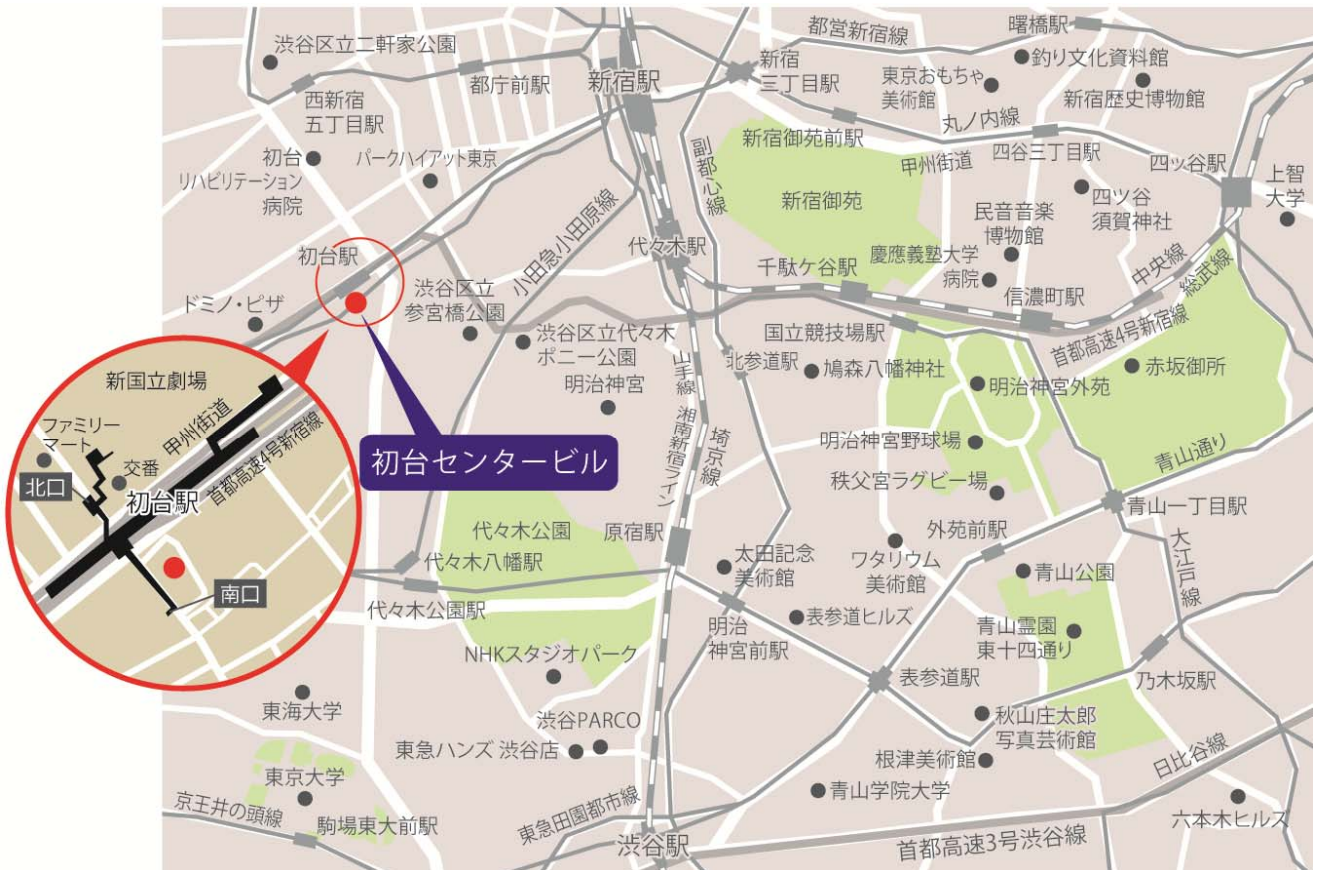 渋谷区立二軒家公園
都営新宿線
曙橋駅
都庁前駅
新宿駅
新宿
三丁目駅
東京おもちゃ
美術館
釣り文化資料館
新宿歴史博物館
西新宿
五丁目駅
丸ノ内線
初台
リハビリテーション
病院
パークハイアット東京
副都心線
新宿御苑前駅
甲州街道
四谷三丁目駅
四ッ谷駅
上智
大学
新宿御苑
民音音楽
博物館
四ツ谷
須賀神社
初台駅
小田急小田原線
代々木駅
千駄ケ谷駅
慶應義塾大学
病院
信濃町駅
中央線
総武線
ドミノ・ピザ
渋谷区立
参宮橋公園
渋谷区立代々木
ポニー公園
国立競技場駅
首都高速4号新宿線
山手線
湘南新宿ライン
埼京線
北参道駅
鳩森八幡神社
明治神宮外苑
赤坂御所
明治神宮
新国立劇場
ファミリー
マート
甲州街道
首都高速4号新宿線
交番
北口
初台駅
南口
初台センタービル
明治神宮野球場
青山通り
秩父宮ラグビー場
青山一丁目駅
代々木公園
原宿駅
外苑前駅
代々木八幡駅
太田記念
美術館
ワタリウム
美術館
青山公園
大江戸線
代々木公園駅
明治
神宮前駅
表参道ヒルズ
青山霊園
東十四通り
NHKスタジオパーク
表参道駅
乃木坂駅
東海大学
渋谷PARCO
秋山庄太郎
写真芸術館
東急ハンズ 渋谷店
根津美術館
日比谷線
東京大学
青山学院大学
京王井の頭線
駒場東大前駅
東急田園都市線
渋谷駅
首都高速3号渋谷線
六本木ヒルズ